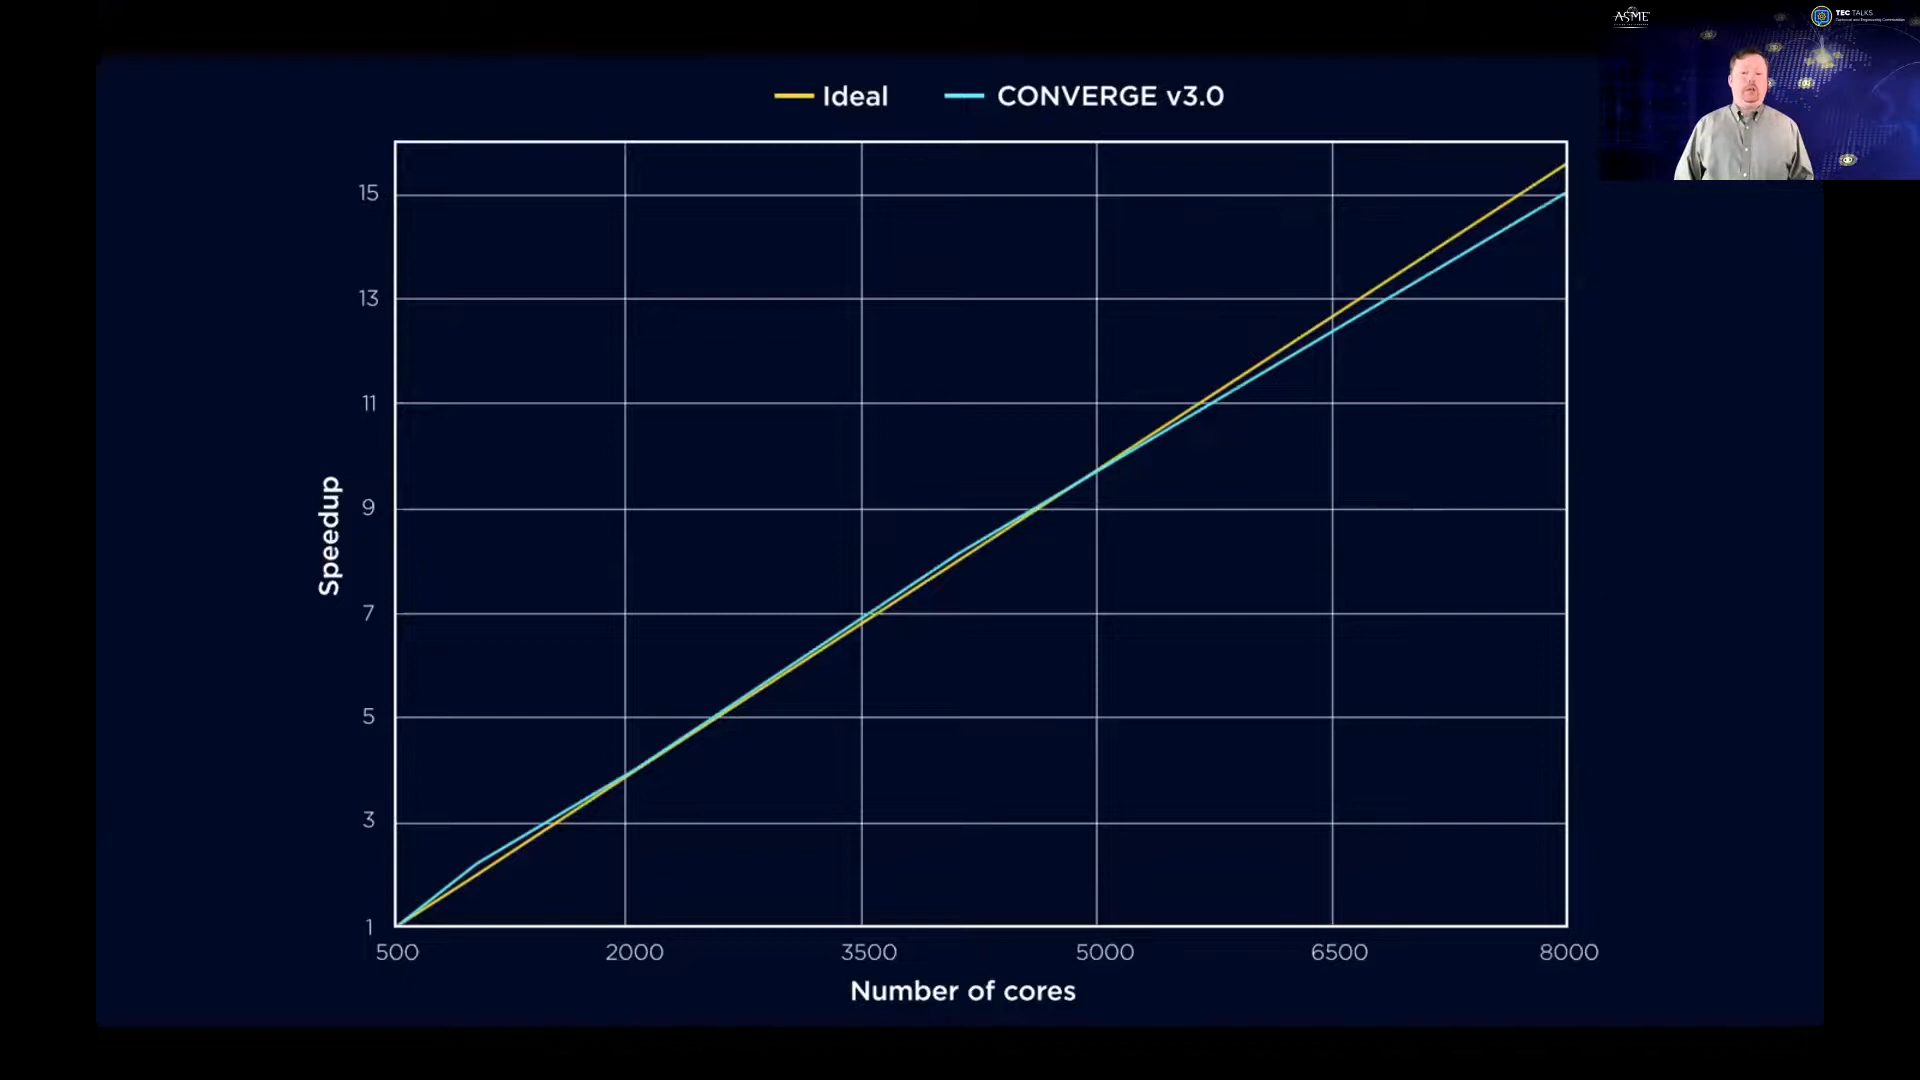 ASME
TEC TALKS
Ideal
CONVERGE v3.0
15
13
11
9
7
5
3
1
Speedup
500 2000 3500 5000 6500 8000
Number of cores